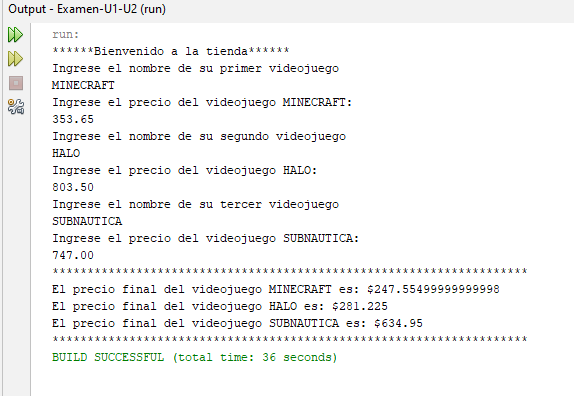 Output - Examen-U1-U2 (run)
run:
******Bienvenido a la tienda******
Ingrese el nombre de su primer videojuego
MINECRAFT
Ingrese el precio del videojuego MINECRAFT:
353.65
Ingrese el nombre de su segundo videojuego
HALO
Ingrese el precio del videojuego HALO:
803.50
Ingrese el nombre de su tercer videojuego
SUBNAUTICA
Ingrese el precio del videojuego SUBNAUTICA:
747.00
**********************************************************************
El precio final del videojuego MINECRAFT es: $247.55499999999998
El precio final del videojuego HALO es: $281.225
El precio final del videojuego SUBNAUTICA es: $634.95
**********************************************************************
BUILD SUCCESSFUL (total time: 36 seconds)